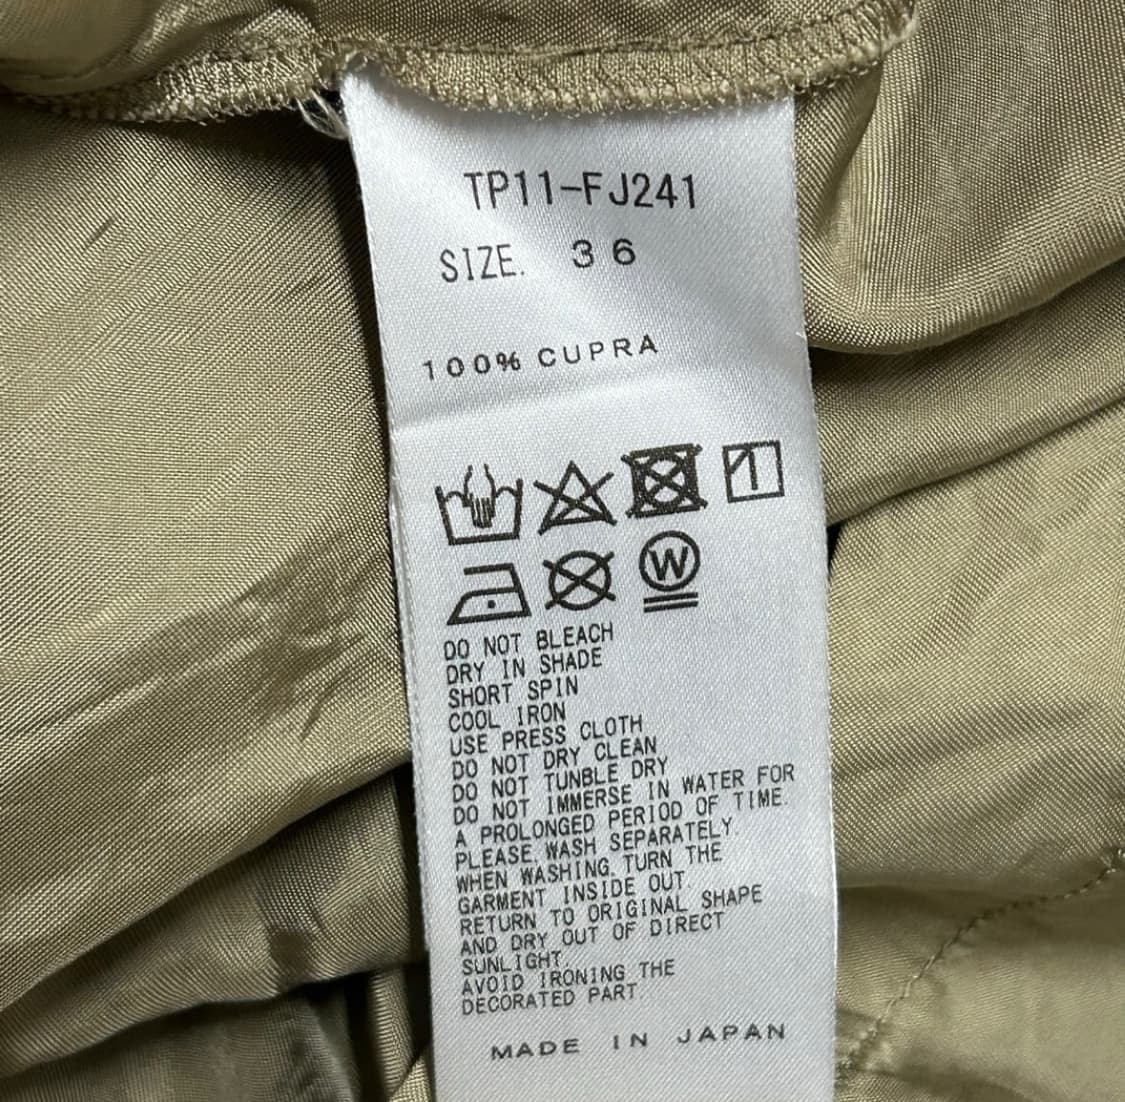 TP11-FJ241
SIZE. 36
100% CUPRA
W
DO NOT BLEACH
DRY IN SHADE
SHORT SPIN
COOL IRON
USE PRESS CLOTH
DO NOT DRY CLEAN
DO NOT TUNBLE DRY
DO NOT IMMERSE IN WATER FOR
A PROLONGED PERIOD OF TIME.
PLEASE WASH SEPARATELY.
WHEN WASHING, TURN THE
GARMENT INSIDE OUT.
RETURN TO ORIGINAL SHAPE
AND DRY OUT OF DIRECT
SUNLIGHT.
AVOID IRONING THE
DECORATED PART.
MADE IN JAPAN